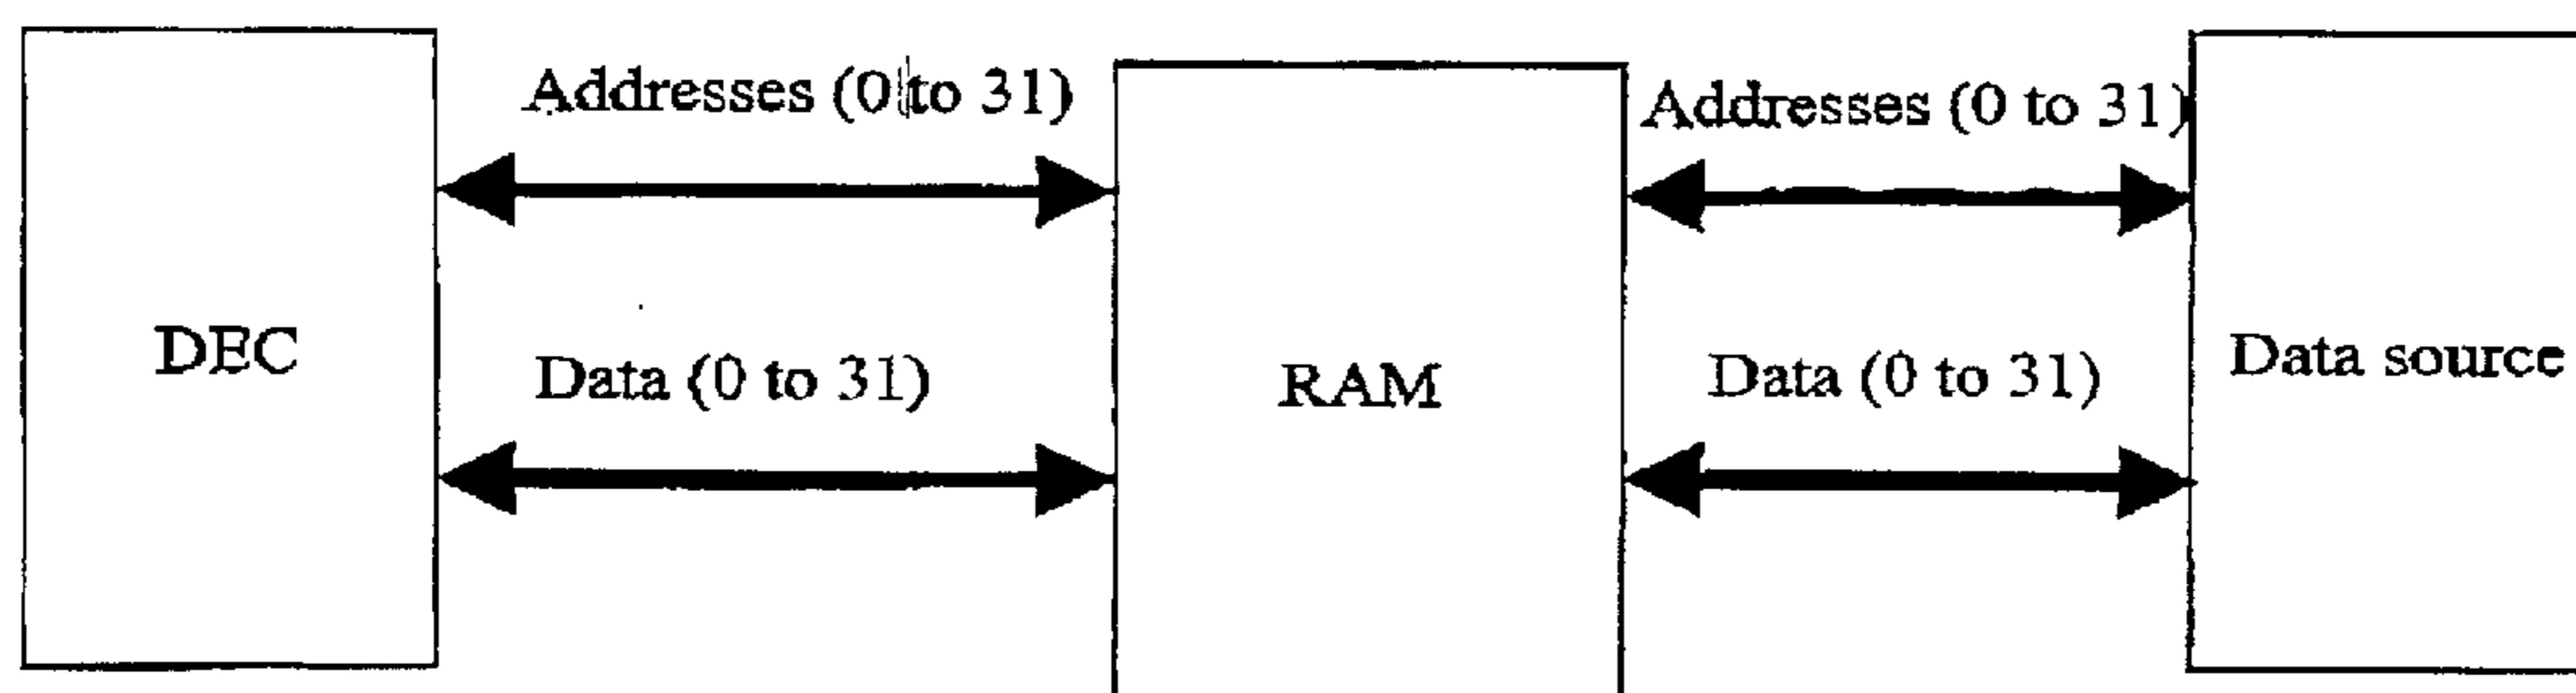 Addresses (0 to 31)
Addresses (0 to 31)
DEC
Data (0 to 31)
RAM
Data (0 to 31)
Data source